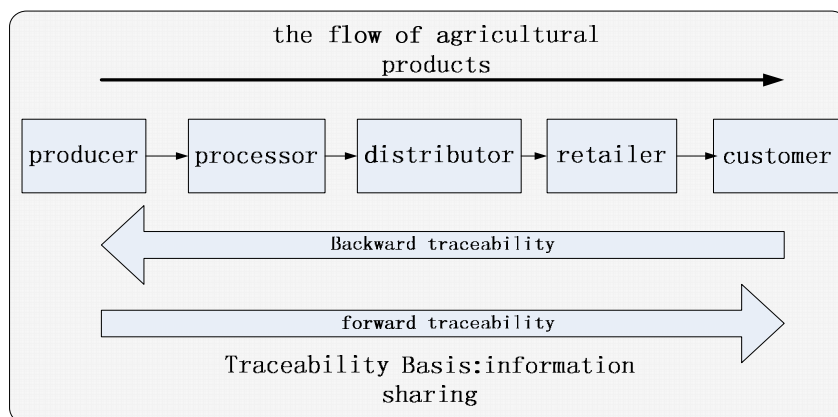 the flow of agricultural
products
producer
processor
distributor
retailer
customer
Backward traceability
forward traceability
Traceability Basis:information
sharing